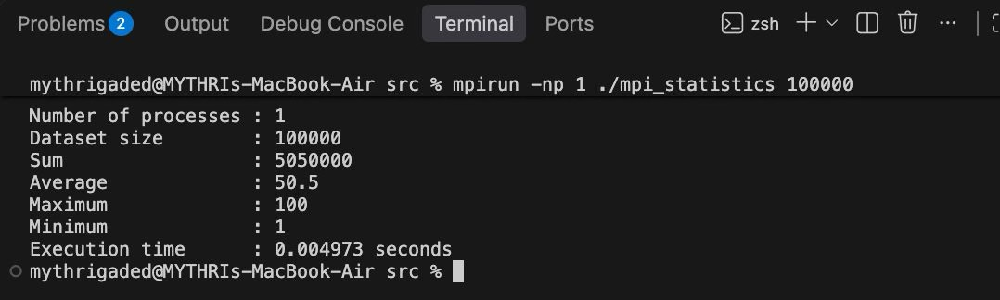 Problems 2 Output Debug Console Terminal Ports zsh
mythrigaded@MYTHRIs-MacBook-Air src % mpirun -np 1 ./mpi_statistics 100000
Number of processes : 1
Dataset size : 100000
Sum : 5050000
Average : 50.5
Maximum : 100
Minimum : 1
Execution time : 0.004973 seconds
mythrigaded@MYTHRIs-MacBook-Air src %